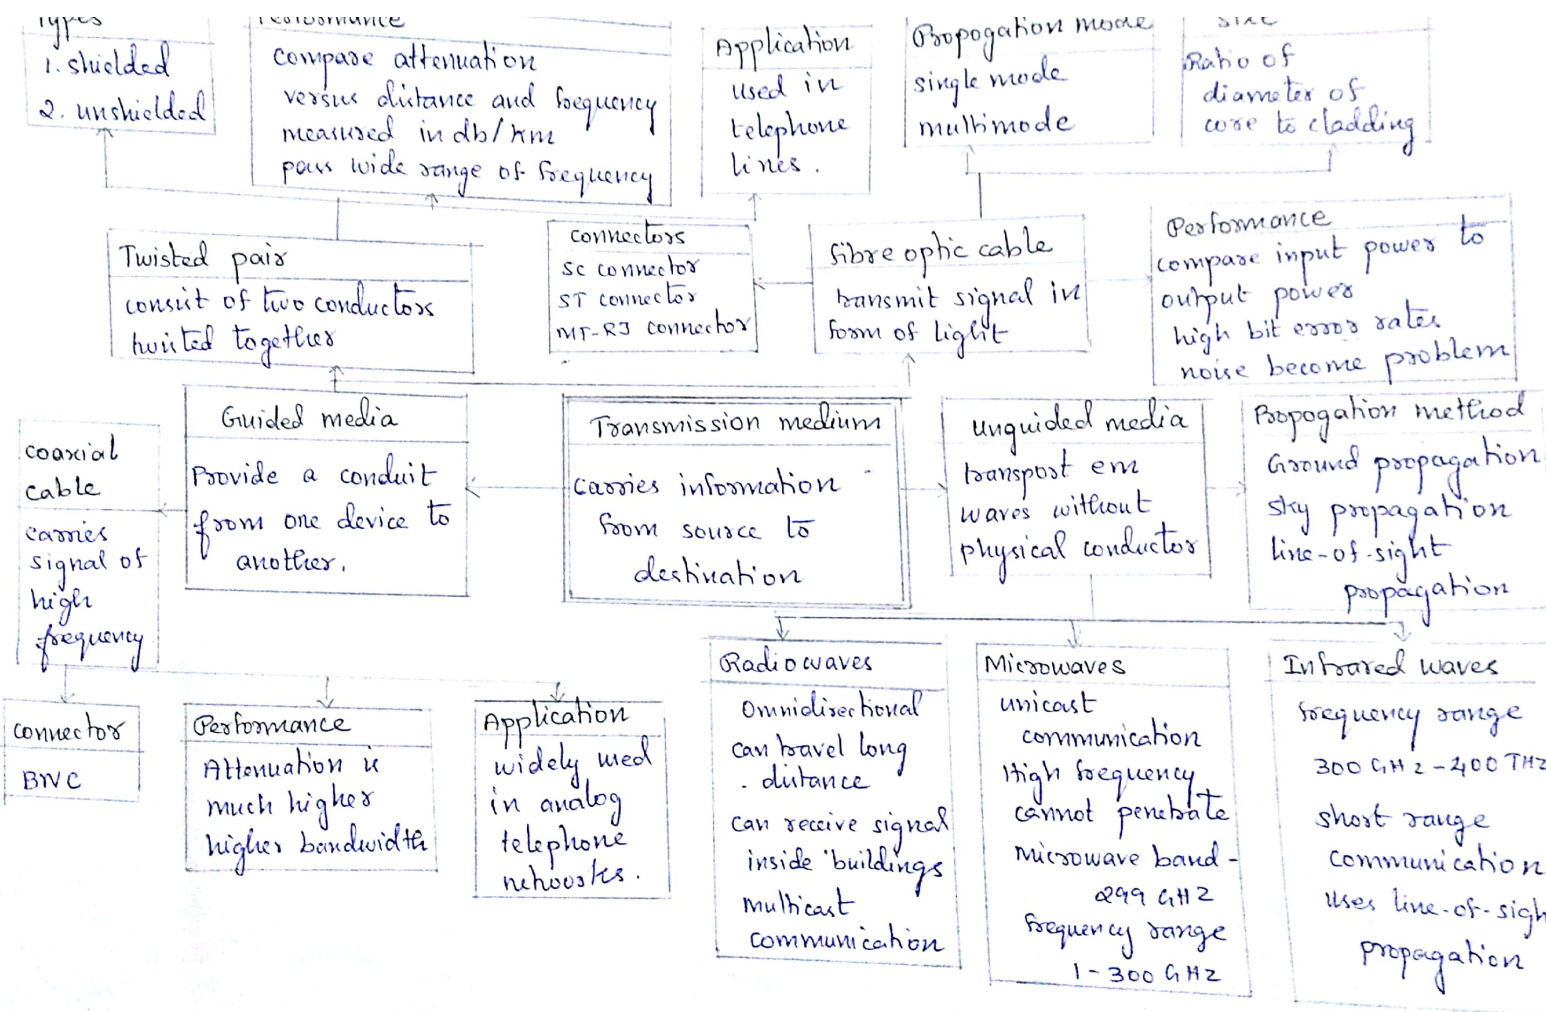 Types
1. shielded
2. unshielded
Performance
compare attenuation
versus distance and frequency
measured in db/km
pass wide range of frequency
Application
used in
telephone
lines.
Propogation mode
single mode
multimode
size
Ratio of
diameter of
core to cladding
Twisted pair
consist of two conductors
twisted together
connectors
SC connector
ST connector
MT-RJ connector
fibre optic cable
transmit signal in
form of light
Performance
compare input power to
output power
high bit error rates
noise become problem
coaxial
cable
carries
signal of
high
frequency
Guided media
Provide a conduit
from one device to
another.
Transmission medium
carries information
from source to
destination
unguided media
transport em
waves without
physical conductor
Propogation method
Ground propagation
sky propagation
line-of-sight
propagation
connector
BNC
Performance
Attenuation is
much higher
higher bandwidth
Application
widely used
in analog
telephone
networks.
Radiowaves
Omnidirectional
can travel long
distance
can receive signal
inside buildings
multicast
communication
Microwaves
unicast
communication
High frequency
cannot penetrate
Microwave band-
299 GHZ
frequency range
1-300 GHZ
Infrared waves
frequency range
300 GHZ-400 THZ
short range
communication
uses line-of-sigh
propagation